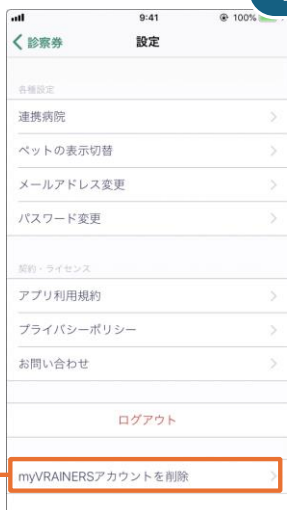 9:41
100%
診察券
設定
各種設定
連携病院
ペットの表示切替
メールアドレス変更
パスワード変更
契約・ライセンス
アプリ利用規約
プライバシーポリシー
お問い合わせ
ログアウト
myVRAINERSアカウントを削除